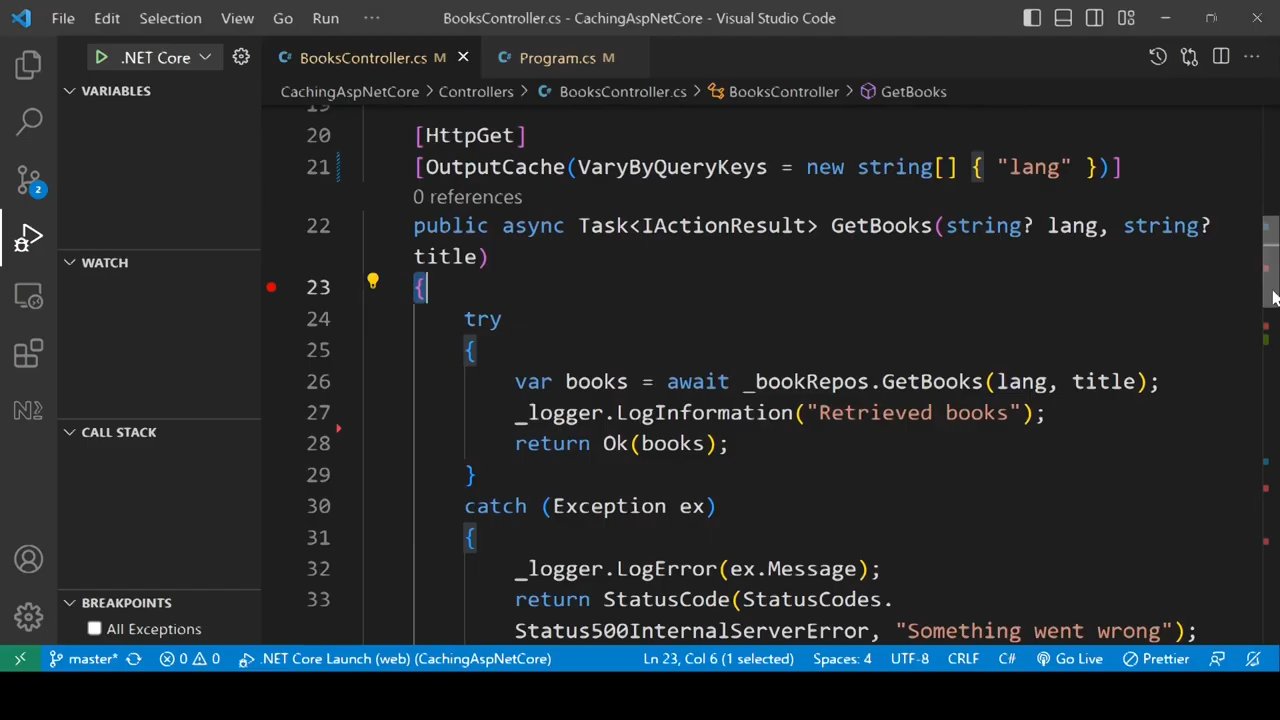 File Edit Selection View Go Run ··· BooksController.cs - CachingAspNetCore - Visual Studio Code
.NET Core
BooksController.cs M
Program.cs M
VARIABLES
CachingAspNetCore > Controllers > BooksController.cs > BooksController > GetBooks
19
20 [HttpGet]
21 [OutputCache(VaryByQueryKeys = new string[] { "lang" })]
0 references
22 public async Task<IActionResult> GetBooks(string? lang, string?
title)
23 {
24 try
25 {
26 var books = await _bookRepos.GetBooks(lang, title);
27 _logger.LogInformation("Retrieved books");
28 return Ok(books);
29 }
30 catch (Exception ex)
31 {
32 _logger.LogError(ex.Message);
33 return StatusCode(StatusCodes.
Status500InternalServerError, "Something went wrong");
2
WATCH
CALL STACK
BREAKPOINTS
All Exceptions
master* 0 0 .NET Core Launch (web) (CachingAspNetCore) Ln 23, Col 6 (1 selected) Spaces: 4 UTF-8 CRLF C# Go Live Prettier